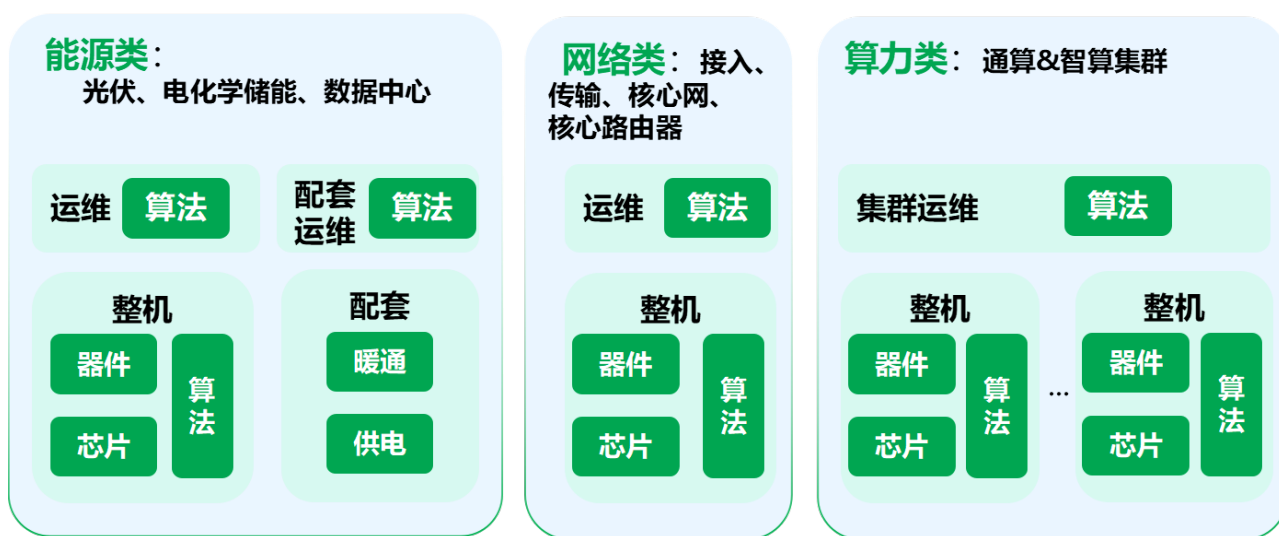 能源类：
光伏、电化学储能、数据中心
运维
算法
配套
运维
算法
整机
器件
芯片
算
法
配套
暖通
供电
网络类：接入、
传输、核心网、
核心路由器
运维
算法
整机
器件
芯片
算
法
算力类：通算&智算集群
集群运维
算法
整机
器件
芯片
算
法
...
整机
器件
芯片
算
法